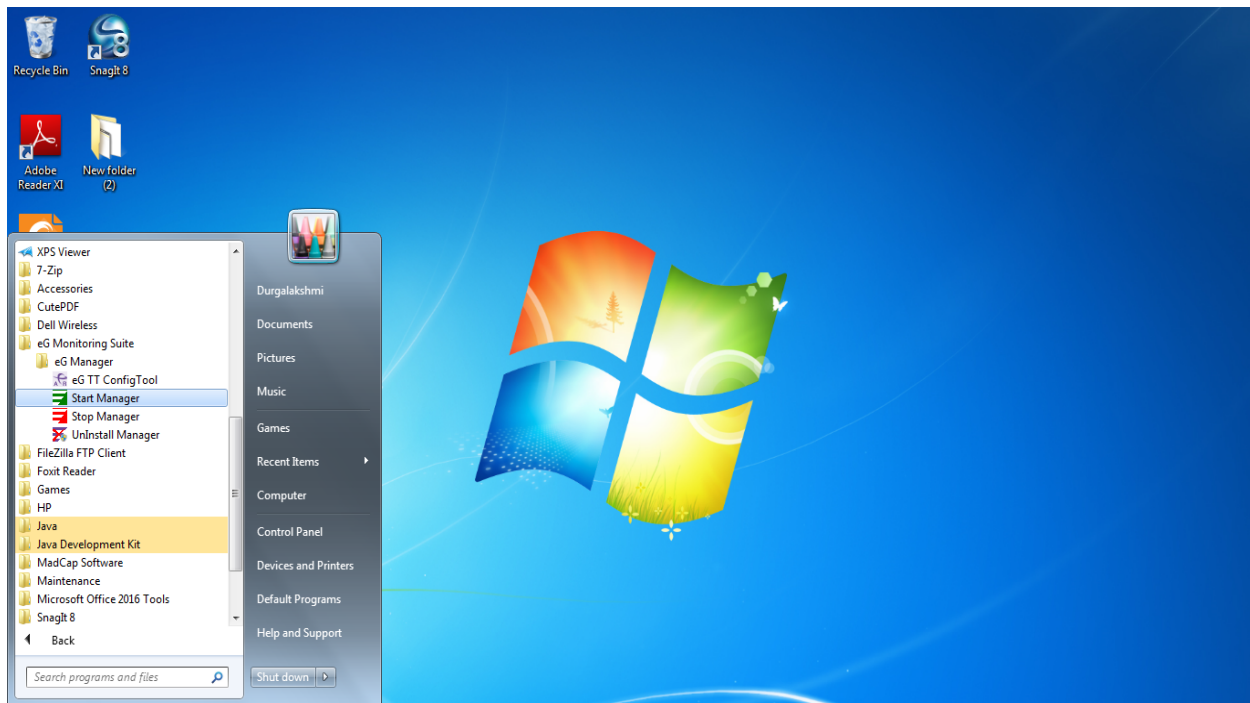 Recycle Bin
SnagIt 8
Adobe
Reader XI
New folder
(2)
XPS Viewer
7-Zip
Accessories
CutePDF
Dell Wireless
eG Monitoring Suite
eG Manager
eG TT ConfigTool
Start Manager
Stop Manager
UnInstall Manager
FileZilla FTP Client
Foxit Reader
Games
HP
Java
Java Development Kit
MadCap Software
Maintenance
Microsoft Office 2016 Tools
SnagIt 8
Back
Search programs and files
Durgalakshmi
Documents
Pictures
Music
Games
Recent Items
Computer
Control Panel
Devices and Printers
Default Programs
Help and Support
Shut down